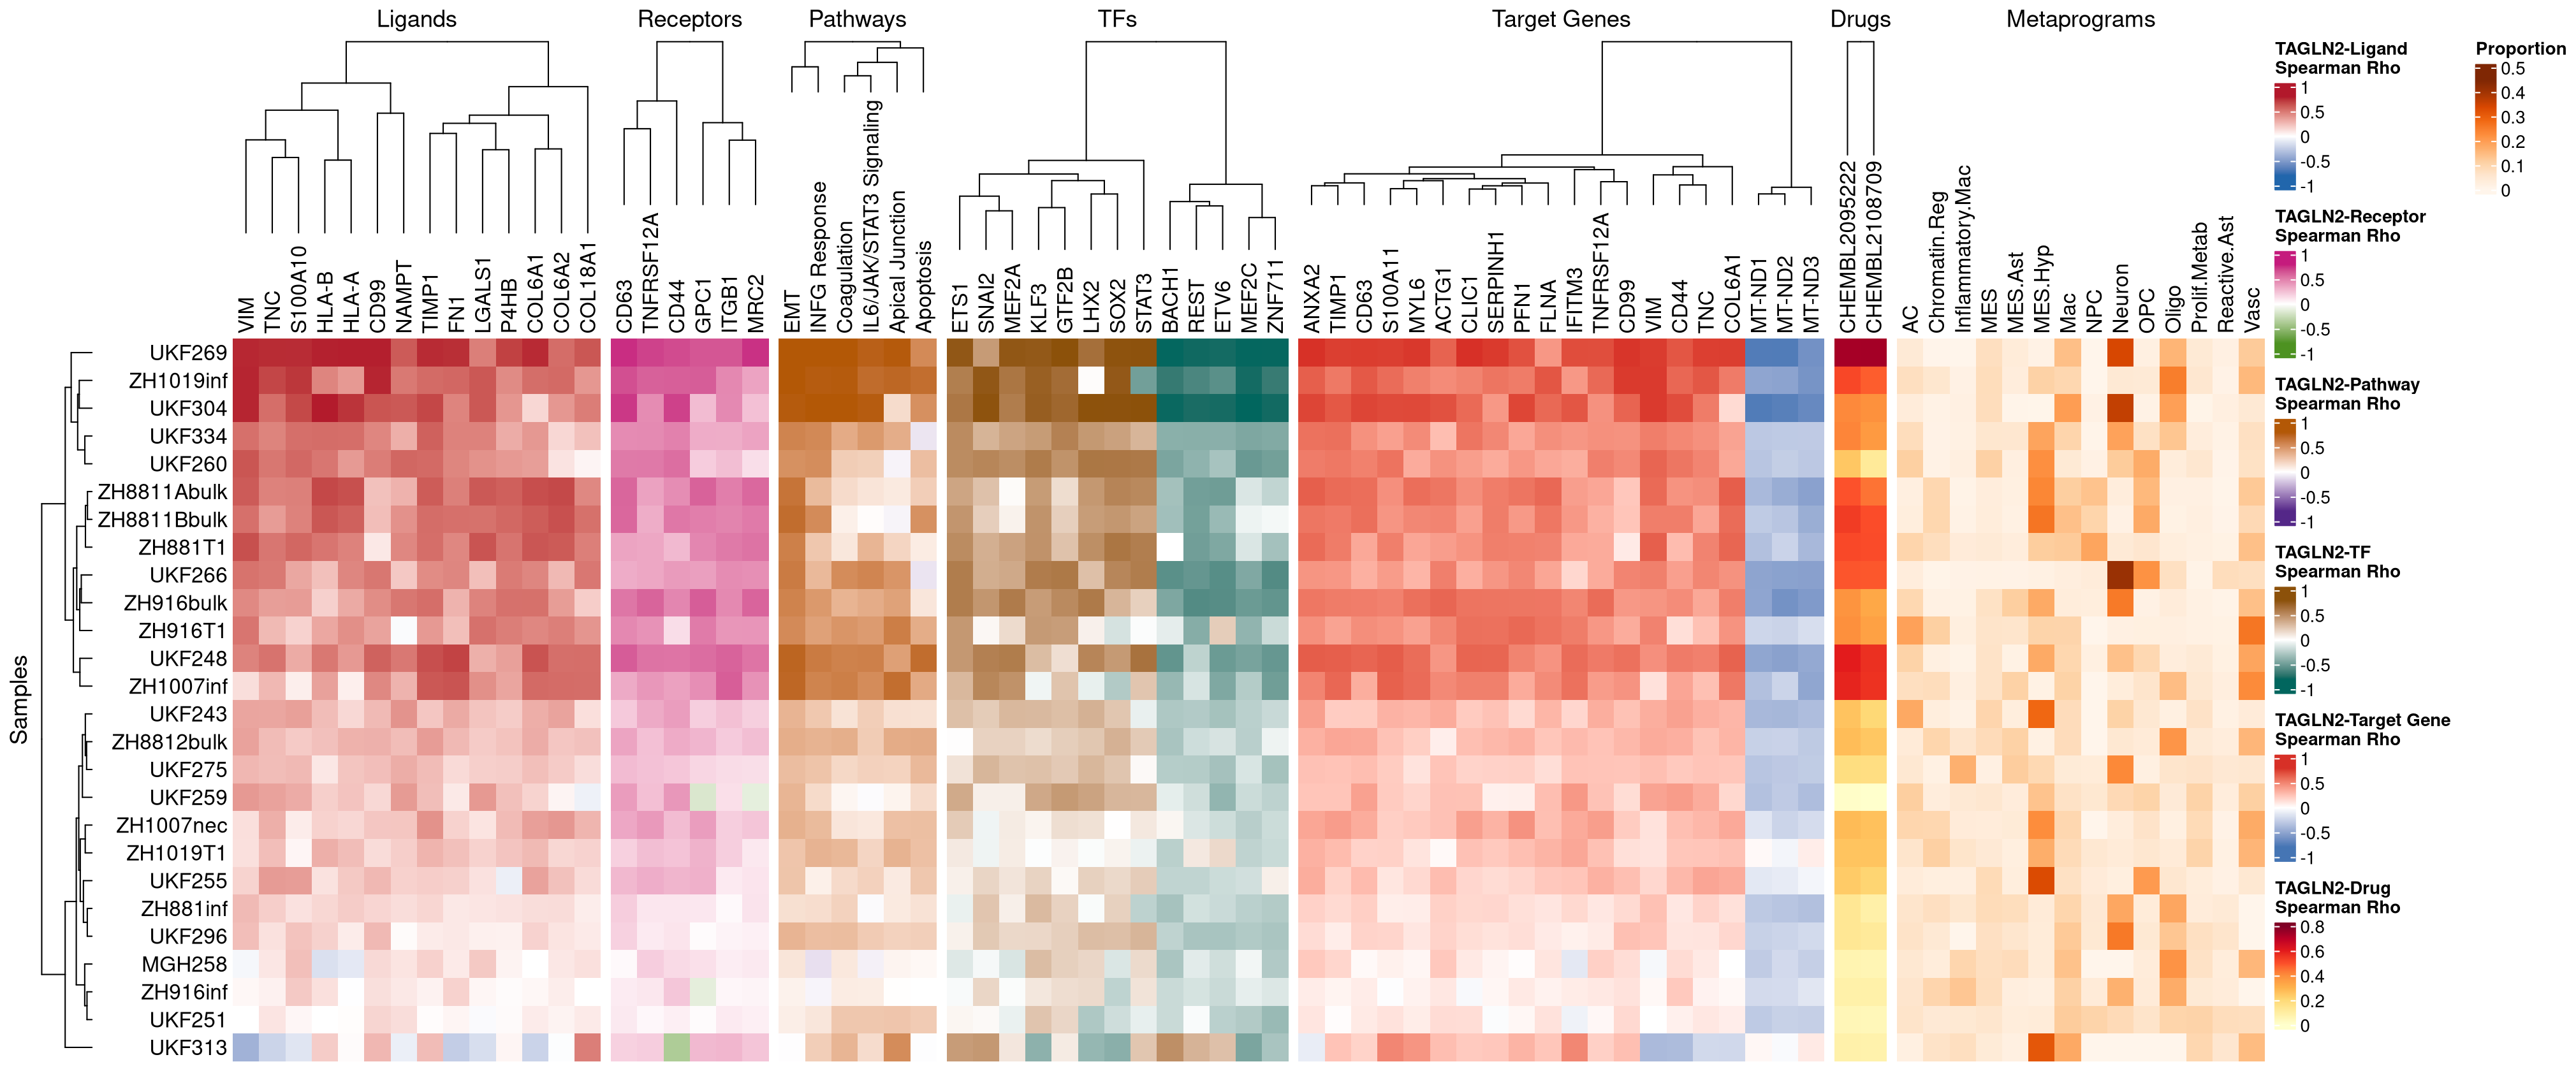 Ligands
Receptors
Pathways
TFs
Target Genes
Drugs
Metaprograms
VIM
TNC
S100A10
HLA-B
HLA-A
CD99
NAMPT
TIMP1
FN1
LGALS1
P4HB
COL6A1
COL6A2
COL18A1
CD63
TNFRSF12A
CD44
GPC1
ITGB1
MRC2
EMT
INFG Response
Coagulation
IL6/JAK/STAT3 Signaling
Apical Junction
Apoptosis
ETS1
SNAI2
MEF2A
KLF3
GTF2B
LHX2
SOX2
STAT3
BACH1
REST
ETV6
MEF2C
ZNF711
ANXA2
TIMP1
CD63
S100A11
MYL6
ACTG1
CLIC1
SERPINH1
PFN1
FLNA
IFITM3
TNFRSF12A
CD99
VIM
CD44
TNC
COL6A1
MT-ND1
MT-ND2
MT-ND3
CHEMBL2095222
CHEMBL2108709
AC
Chromatin.Reg
Inflammatory.Mac
MES
MES.Ast
MES.Hyp
Mac
NPC
Neuron
OPC
Oligo
Prolif.Metab
Reactive.Ast
Vasc
Samples
UKF269
ZH1019inf
UKF304
UKF334
UKF260
ZH8811Abulk
ZH8811Bbulk
ZH881T1
UKF266
ZH916bulk
ZH916T1
UKF248
ZH1007inf
UKF243
ZH8812bulk
UKF275
UKF259
ZH1007nec
ZH1019T1
UKF255
ZH881inf
UKF296
MGH258
ZH916inf
UKF251
UKF313
TAGLN2-Ligand
Spearman Rho
1
0.5
0
-0.5
-1
TAGLN2-Receptor
Spearman Rho
1
0.5
0
-0.5
-1
TAGLN2-Pathway
Spearman Rho
1
0.5
0
-0.5
-1
TAGLN2-TF
Spearman Rho
1
0.5
0
-0.5
-1
TAGLN2-Target Gene
Spearman Rho
1
0.5
0
-0.5
-1
TAGLN2-Drug
Spearman Rho
0.8
0.6
0.4
0.2
0
Proportion
0.5
0.4
0.3
0.2
0.1
0